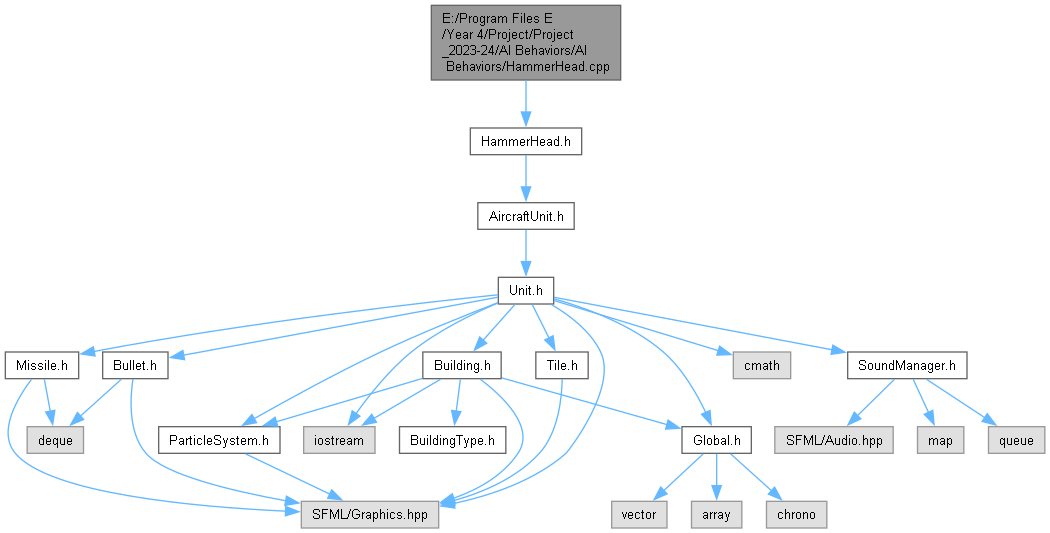 E:/Program Files E
/Year 4/Project/Project
_2023-24/AI Behaviors/AI
Behaviors/HammerHead.cpp
HammerHead.h
AircraftUnit.h
Unit.h
Missile.h
Bullet.h
Building.h
Tile.h
cmath
SoundManager.h
deque
ParticleSystem.h
iostream
BuildingType.h
Global.h
SFML/Audio.hpp
map
queue
SFML/Graphics.hpp
vector
array
chrono